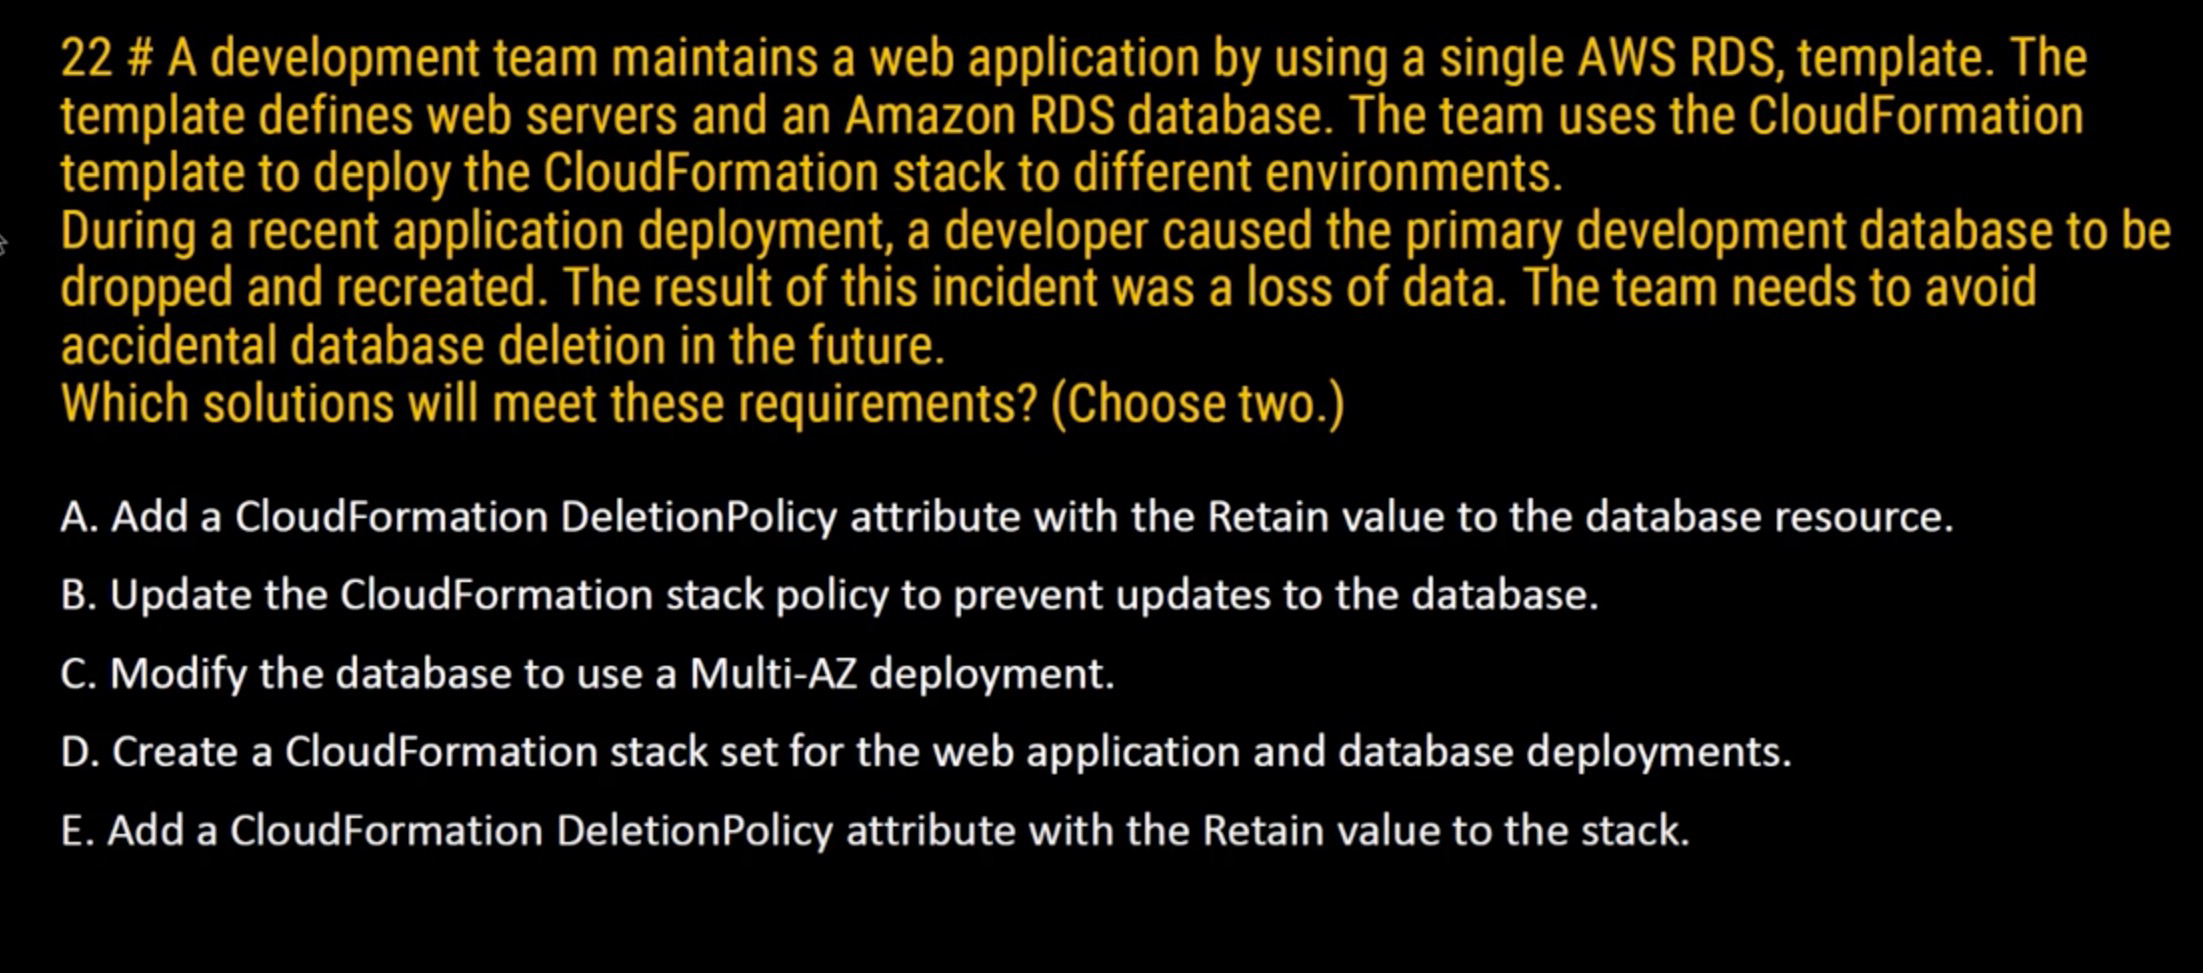 22 # A development team maintains a web application by using a single AWS RDS, template. The
template defines web servers and an Amazon RDS database. The team uses the CloudFormation
template to deploy the CloudFormation stack to different environments.
During a recent application deployment, a developer caused the primary development database to be
dropped and recreated. The result of this incident was a loss of data. The team needs to avoid
accidental database deletion in the future.
Which solutions will meet these requirements? (Choose two.)
A. Add a CloudFormation DeletionPolicy attribute with the Retain value to the database resource.
B. Update the CloudFormation stack policy to prevent updates to the database.
C. Modify the database to use a Multi-AZ deployment.
D. Create a CloudFormation stack set for the web application and database deployments.
E. Add a CloudFormation DeletionPolicy attribute with the Retain value to the stack.